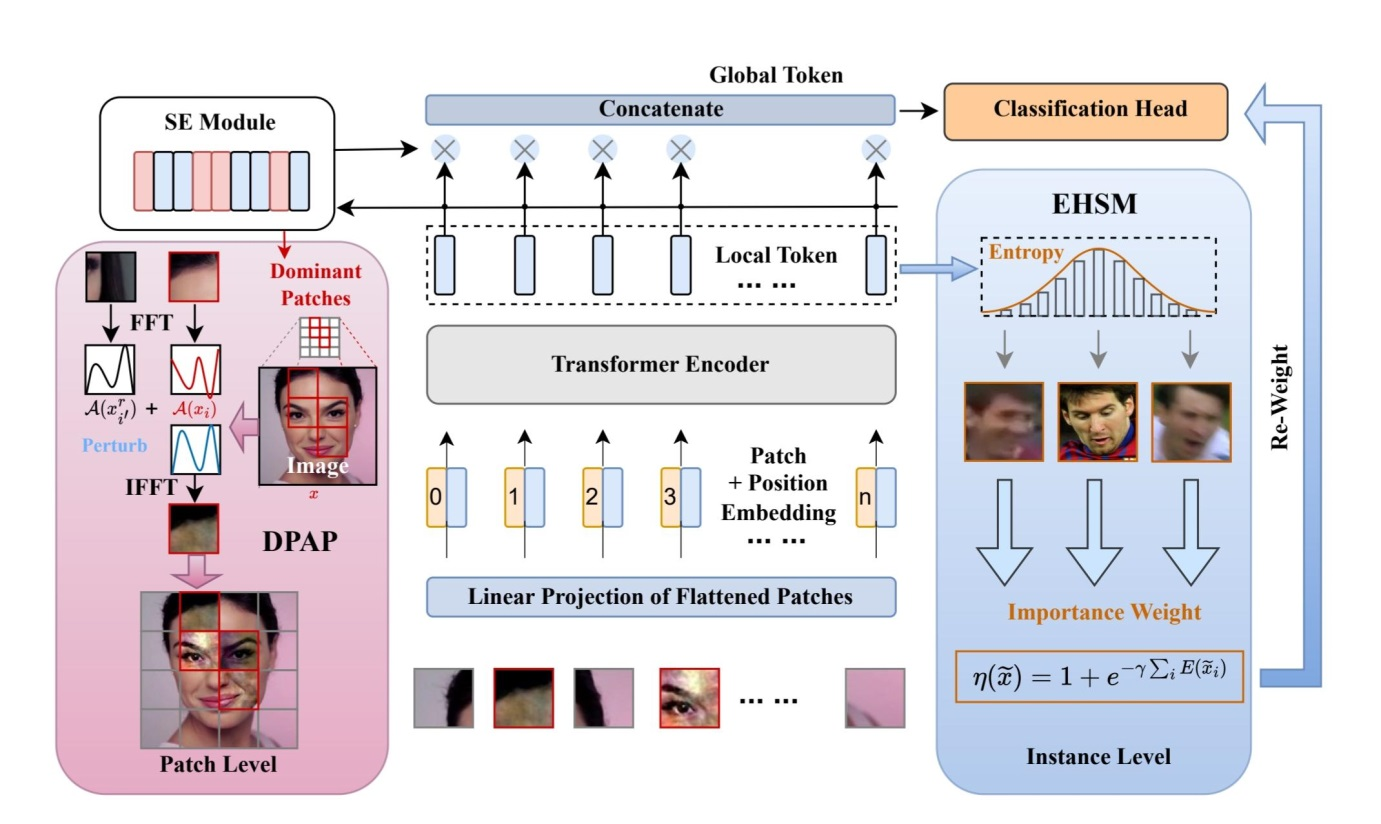 Global Token
Concatenate
Classification Head
SE Module
EHSM
Entropy
Local Token
... ...
Dominant
Patches
FFT
𝒜(x_{i'}^r) + 𝒜(x_i)
Perturb
Image
x
IFFT
DPAP
Patch Level
Transformer Encoder
Patch
+ Position
Embedding
... ...
0
1
2
3
n
Linear Projection of Flattened Patches
... ...
Re-Weight
Importance Weight
η(x̃) = 1 + e^{-γ ∑_i E(x̃_i)}
Instance Level